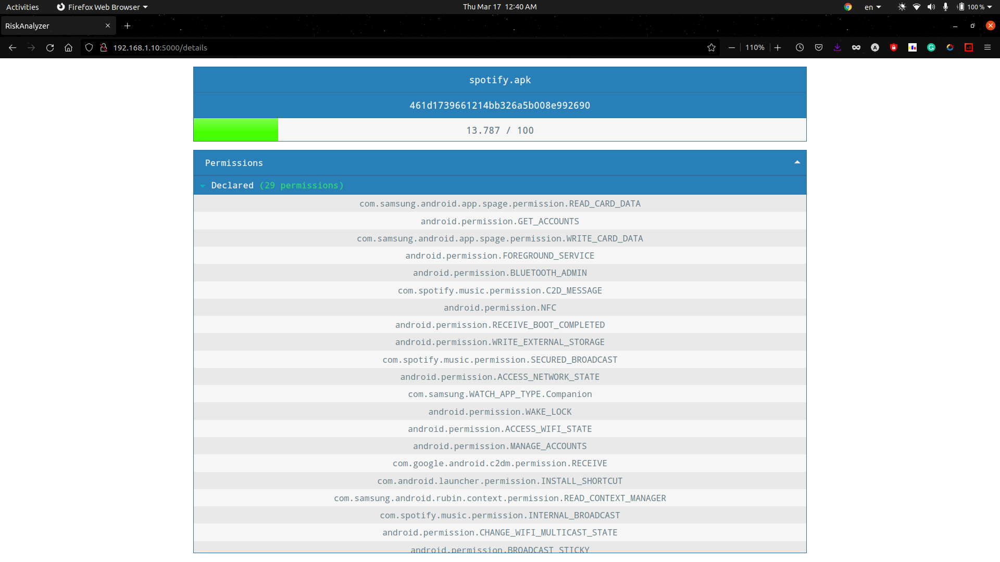 Activities Firefox Web Browser Thu Mar 17 12:40 AM en 100 %
RiskAnalyzer
192.168.1.10:5000/details 110%
spotify.apk
461d1739661214bb326a5b008e992690
13.787 / 100
Permissions
Declared (29 permissions)
com.samsung.android.app.spage.permission.READ_CARD_DATA
android.permission.GET_ACCOUNTS
com.samsung.android.app.spage.permission.WRITE_CARD_DATA
android.permission.FOREGROUND_SERVICE
android.permission.BLUETOOTH_ADMIN
com.spotify.music.permission.C2D_MESSAGE
android.permission.NFC
android.permission.RECEIVE_BOOT_COMPLETED
android.permission.WRITE_EXTERNAL_STORAGE
com.spotify.music.permission.SECURED_BROADCAST
android.permission.ACCESS_NETWORK_STATE
com.samsung.WATCH_APP_TYPE.Companion
android.permission.WAKE_LOCK
android.permission.ACCESS_WIFI_STATE
android.permission.MANAGE_ACCOUNTS
com.google.android.c2dm.permission.RECEIVE
com.android.launcher.permission.INSTALL_SHORTCUT
com.samsung.android.rubin.context.permission.READ_CONTEXT_MANAGER
com.spotify.music.permission.INTERNAL_BROADCAST
android.permission.CHANGE_WIFI_MULTICAST_STATE
android.permission.BROADCAST_STICKY